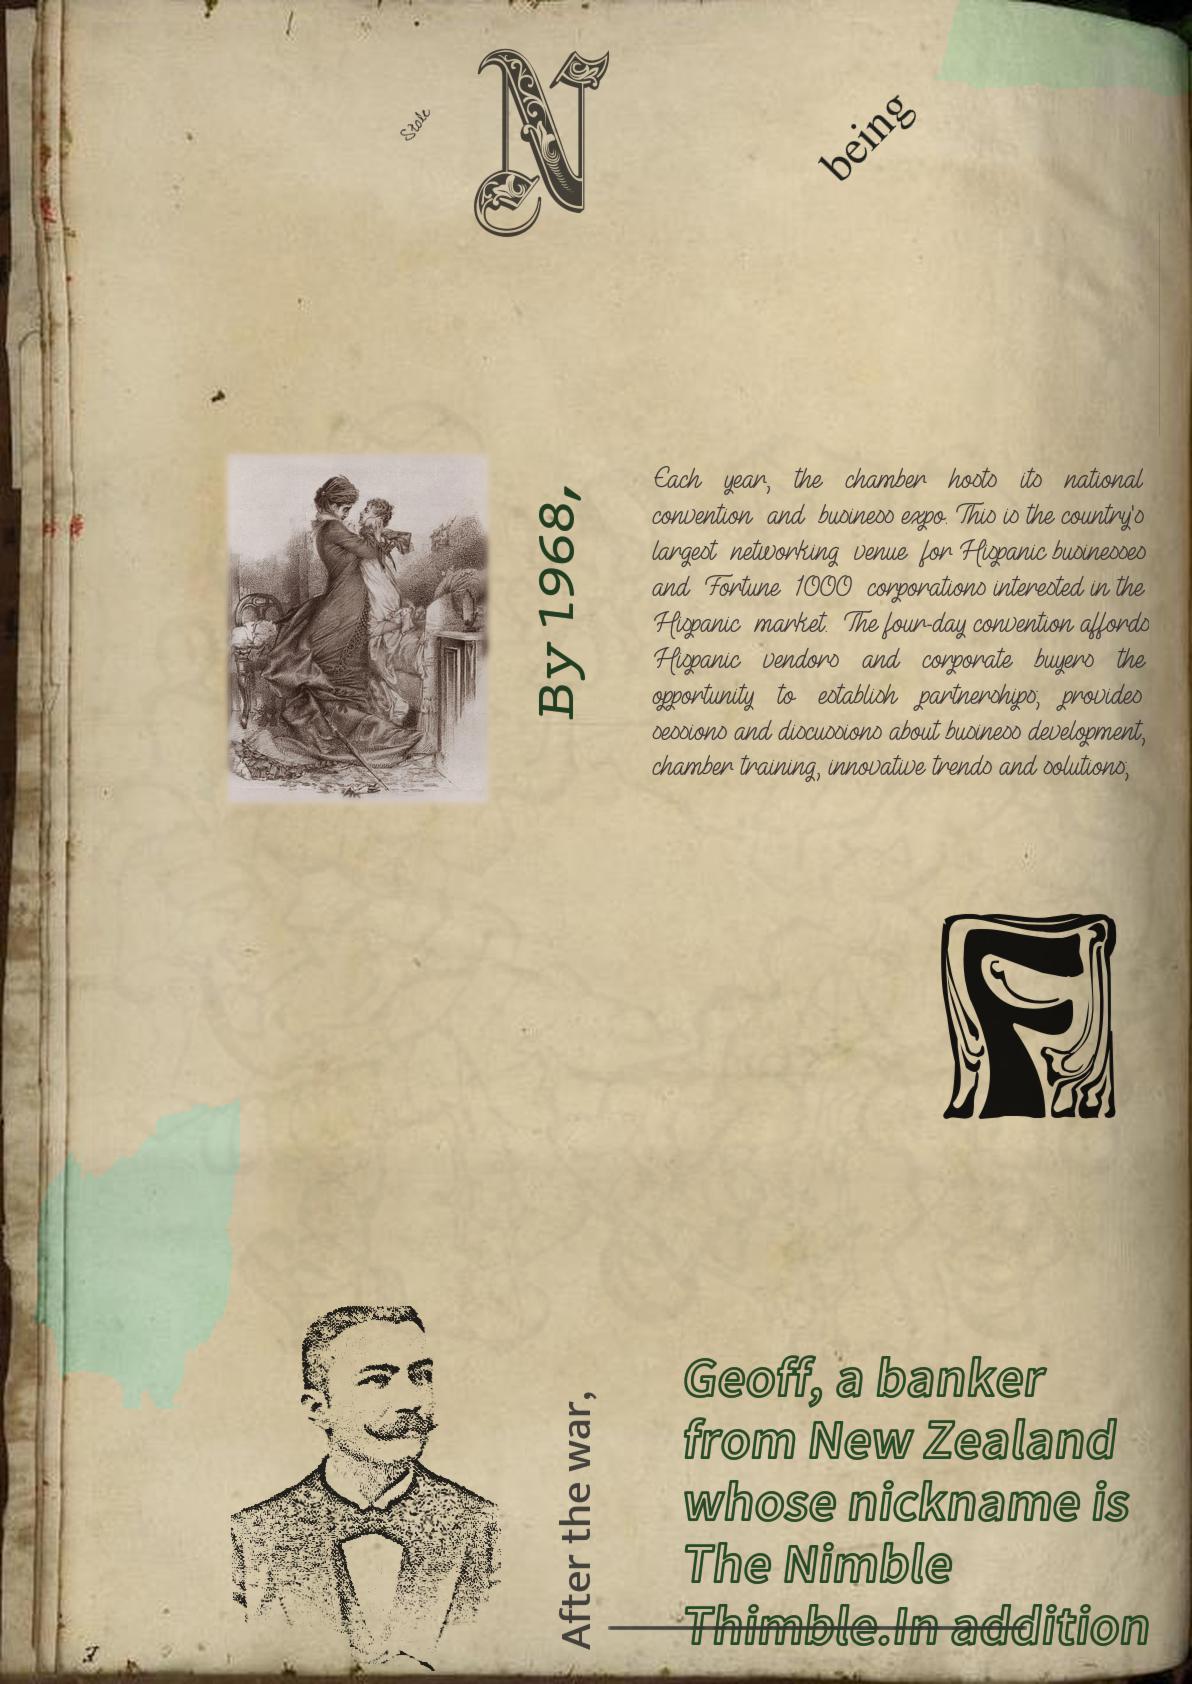 State
N
being
By 1968,
Each year, the chamber hosts its national
convention and business expo. This is the country's
largest networking venue for Hispanic businesses
and Fortune 1000 corporations interested in the
Hispanic market. The four-day convention affords
Hispanic vendors and corporate buyers the
opportunity to establish partnerships; provides
sessions and discussions about business development,
chamber training, innovative trends and solutions;
F
After the war,
Geoff, a banker
from New Zealand
whose nickname is
The Nimble
Thimble.In addition